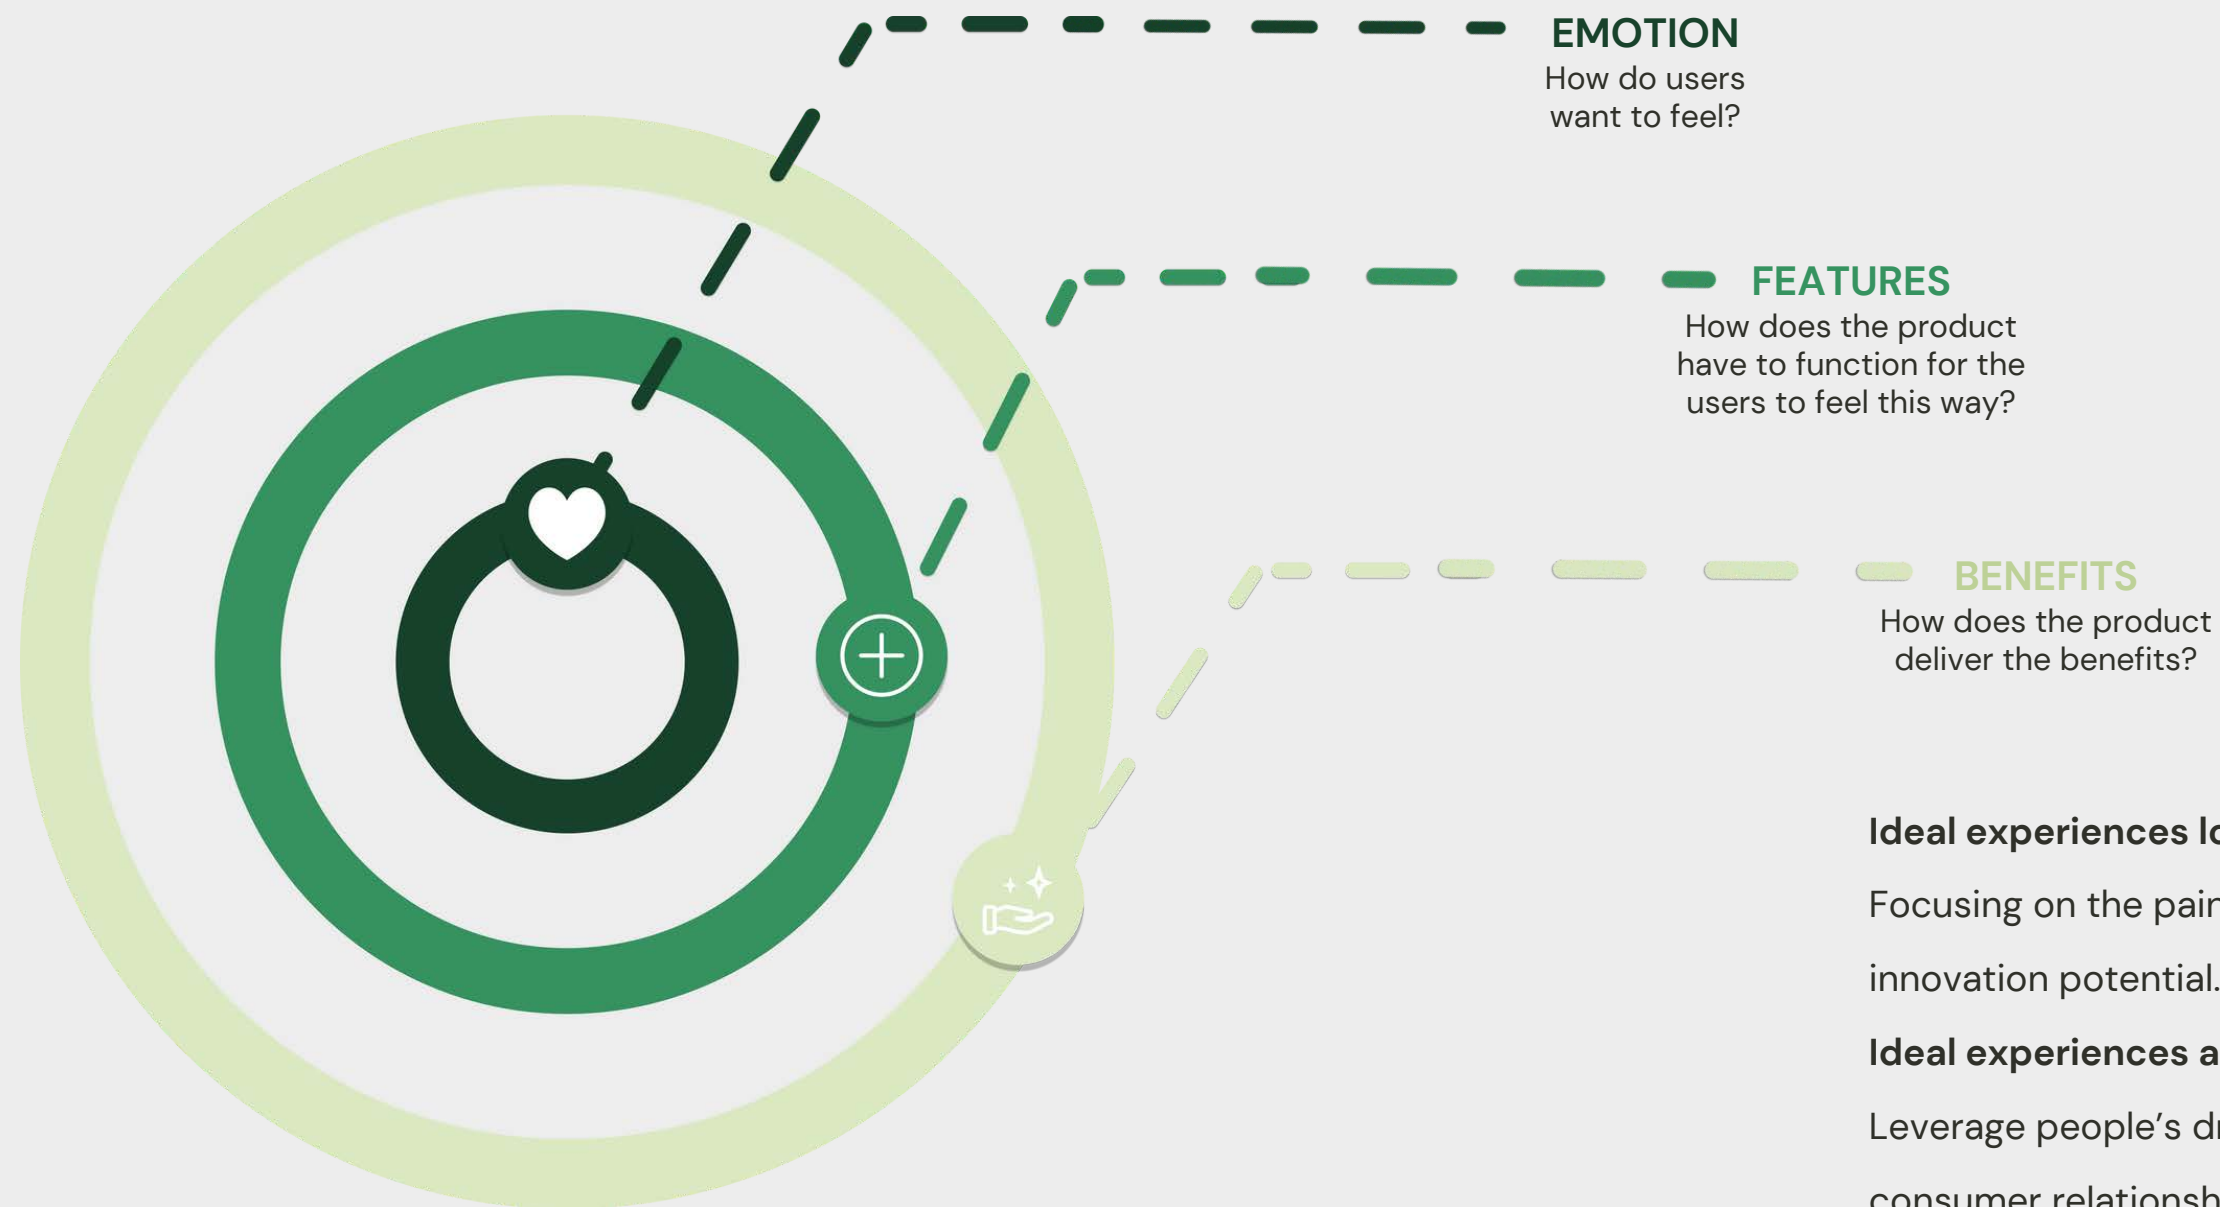 EMOTION
How do users
want to feel?
FEATURES
How does the product
have to function for the
users to feel this way?
BENEFITS
How does the product
deliver the benefits?
Ideal experiences
Focusing on the
innovation potential.
Ideal experiences
Leverage people’s
consumer